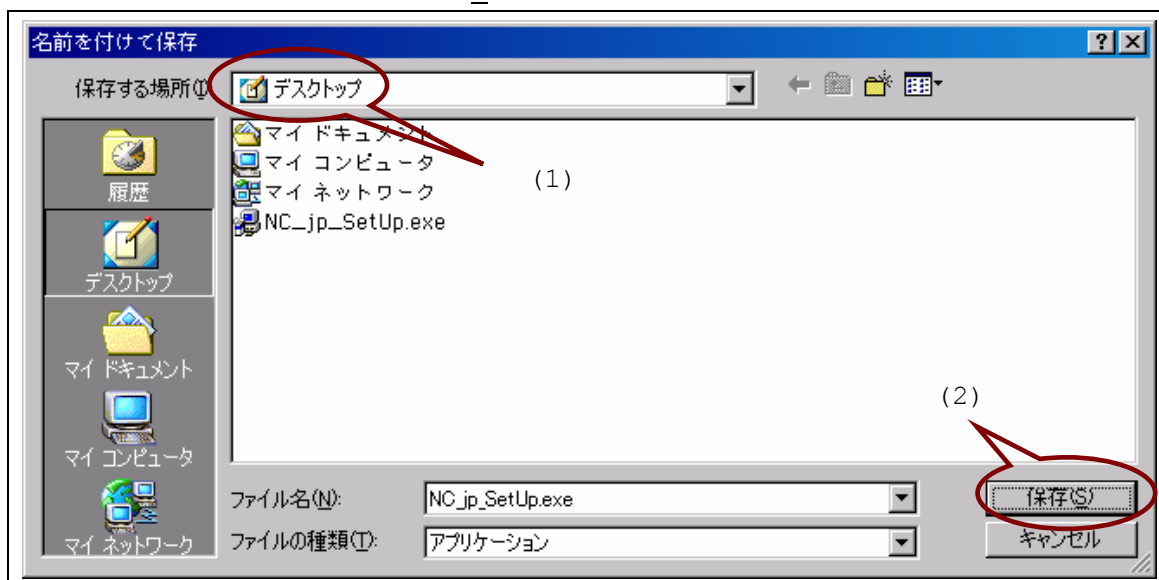 名前を付けて保存
保存する場所(I):
デスクトップ
マイ ドキュメント
マイ コンピュータ
マイ ネットワーク
NC_jp_SetUp.exe
(1)
履歴
デスクトップ
マイ ドキュメント
マイ コンピュータ
マイ ネットワーク
(2)
ファイル名(N):
NC_jp_SetUp.exe
保存(S)
ファイルの種類(T):
アプリケーション
キャンセル